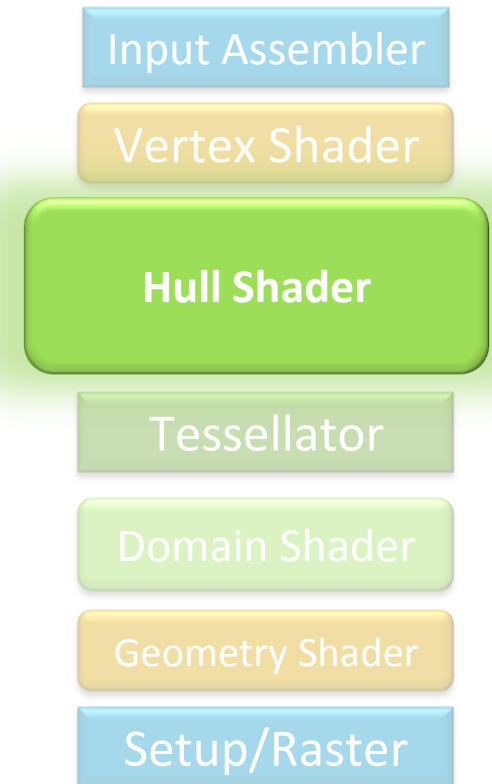 Input Assembler
Vertex Shader
Hull Shader
Tessellator
Domain Shader
Geometry Shader
Setup/Raster